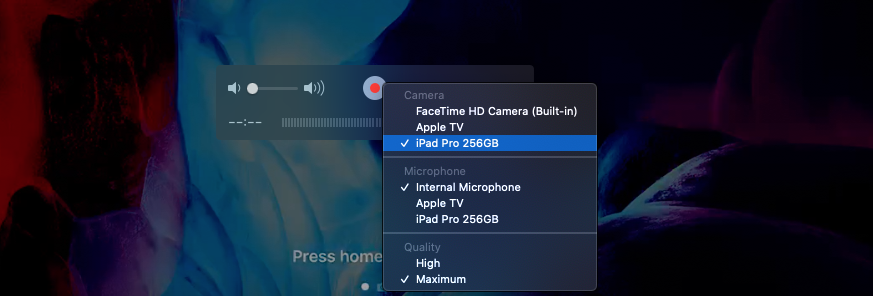 --:--
Camera
FaceTime HD Camera (Built-in)
Apple TV
✓ iPad Pro 256GB
Microphone
✓ Internal Microphone
Apple TV
iPad Pro 256GB
Quality
Press home
High
✓ Maximum